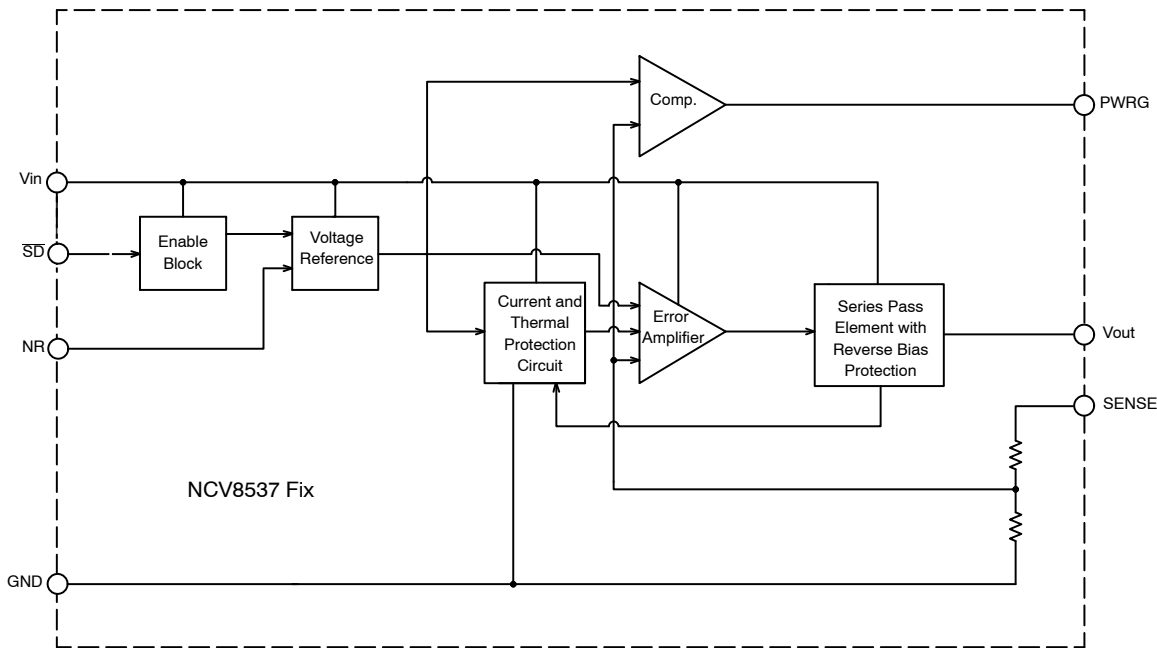 Comp.
PWRG
Vin
SD
Enable
Block
Voltage
Reference
NR
Current and
Thermal
Protection
Circuit
Error
Amplifier
Series Pass
Element with
Reverse Bias
Protection
Vout
SENSE
NCV8537 Fix
GND